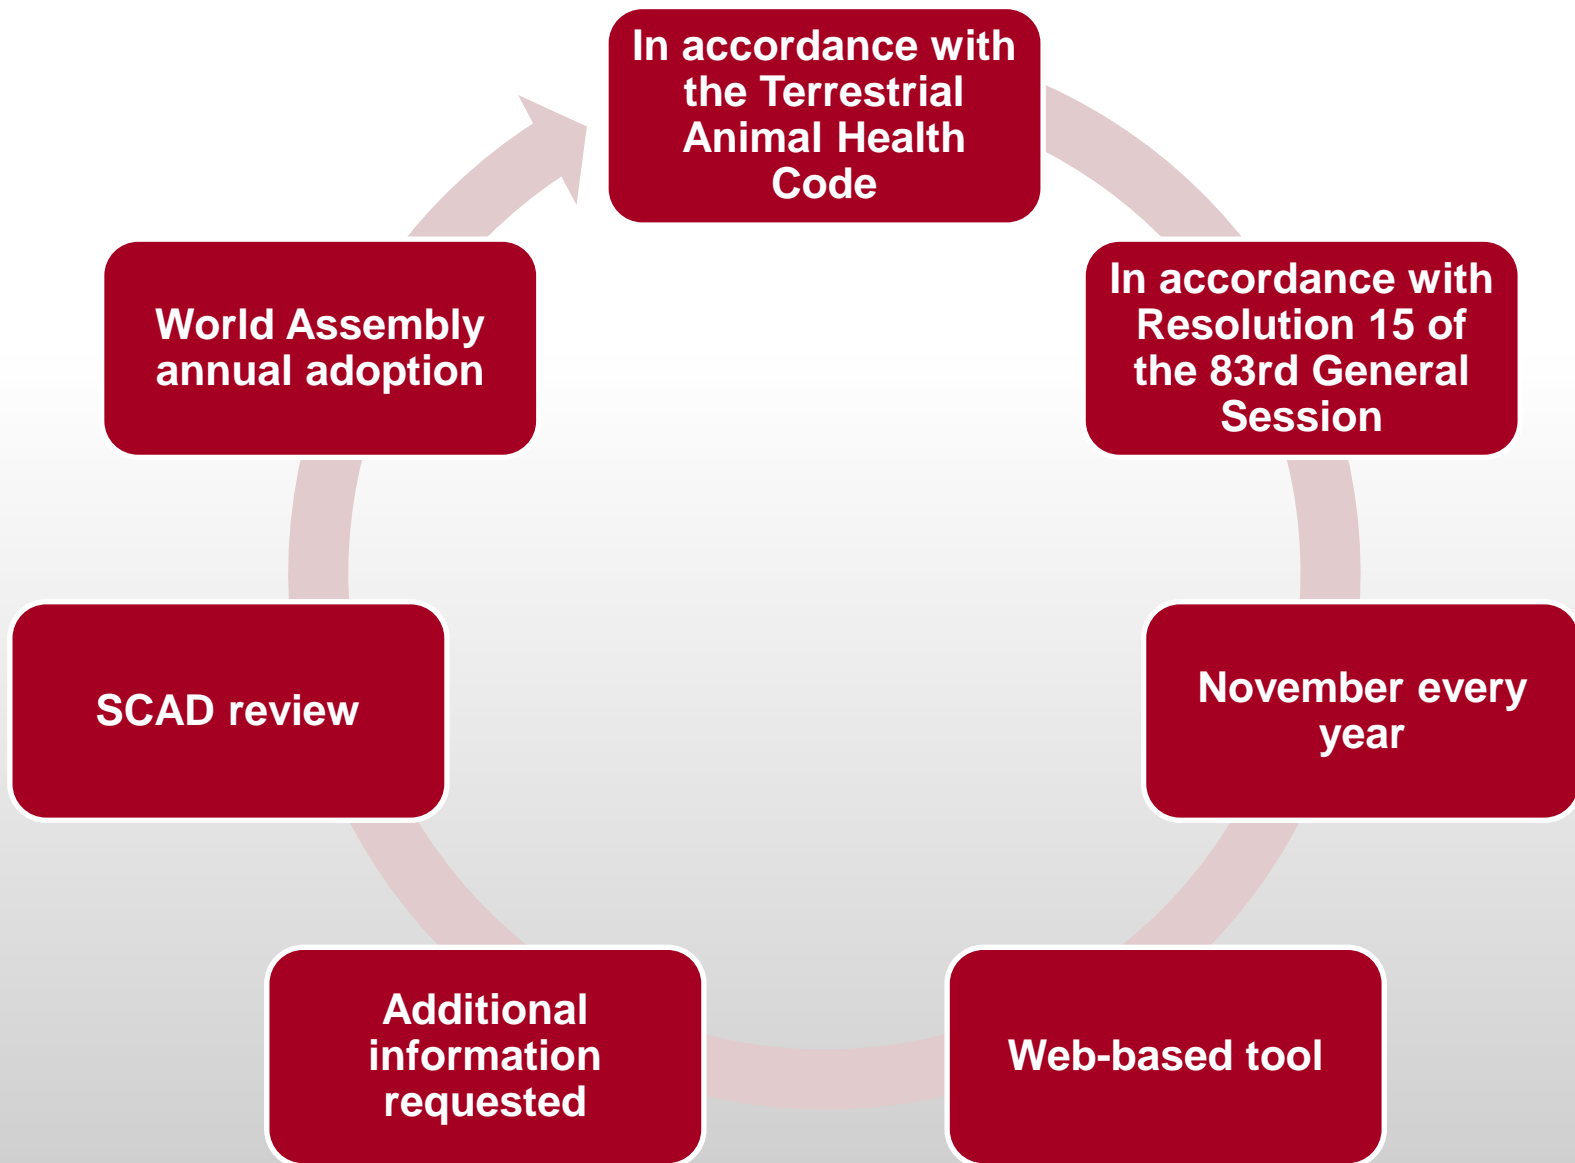 In accordance with
the Terrestrial
Animal Health
Code
In accordance with
Resolution 15 of
the 83rd General
Session
November every
year
Web-based tool
Additional
information
requested
SCAD review
World Assembly
annual adoption